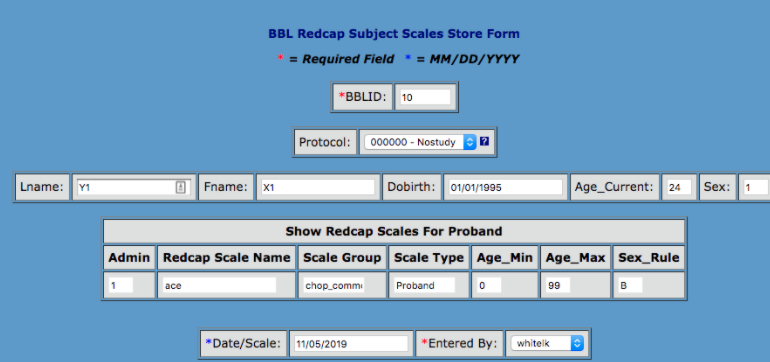 BBL Redcap Subject Scales Store Form
* = Required Field * = MM/DD/YYYY
*BBLID: 10
Protocol: 000000 - Nostudy ?
Lname: Y1 Fname: X1 Dobirth: 01/01/1995 Age_Current: 24 Sex: 1
Show Redcap Scales For Proband
Admin Redcap Scale Name Scale Group Scale Type Age_Min Age_Max Sex_Rule
1 ace chop_comm Proband 0 99 B
*Date/Scale: 11/05/2019 *Entered By: whitelk